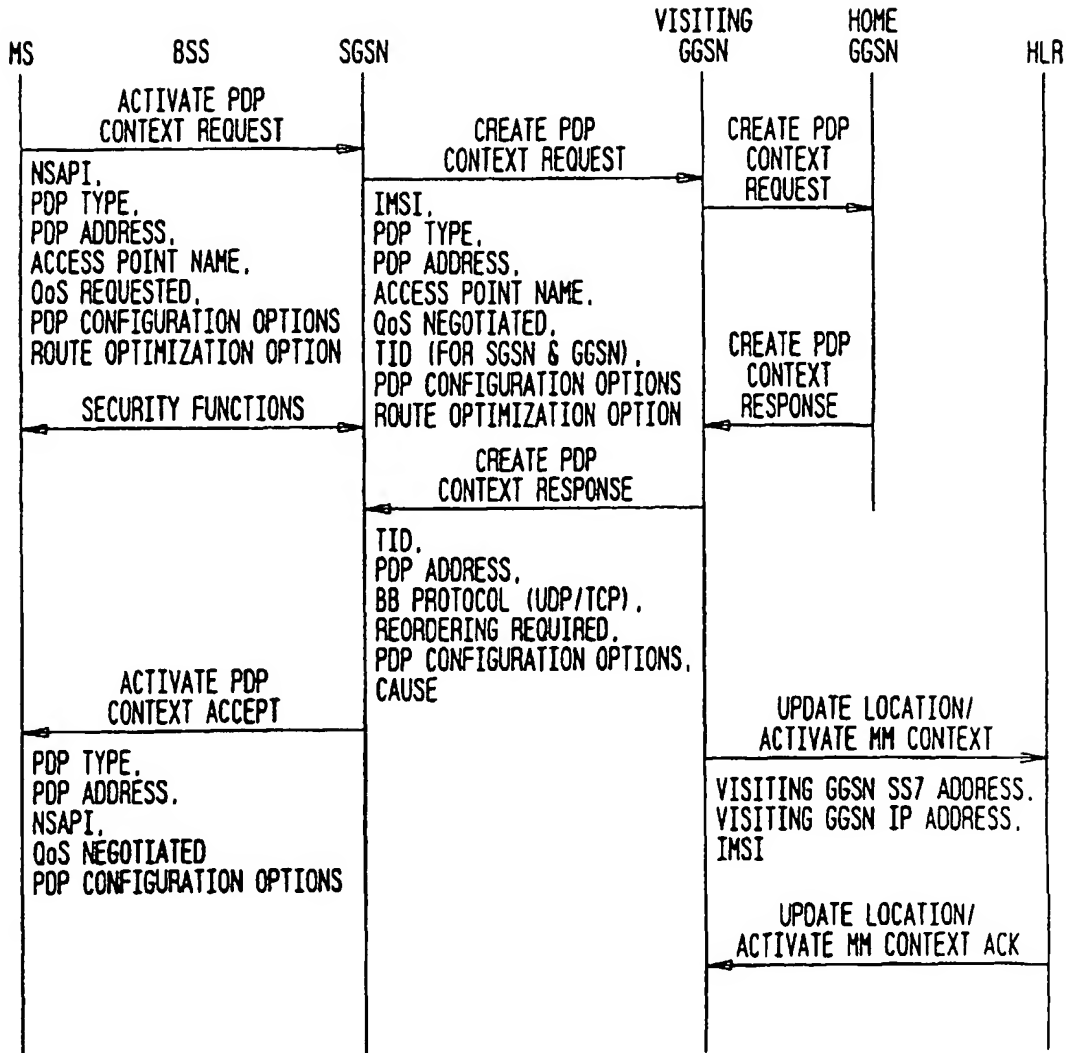 MS
BSS
SGSN
VISITING
GGSN
HOME
GGSN
HLR
ACTIVATE PDP
CONTEXT REQUEST
NSAPI,
PDP TYPE,
PDP ADDRESS,
ACCESS POINT NAME,
QoS REQUESTED,
PDP CONFIGURATION OPTIONS
ROUTE OPTIMIZATION OPTION
CREATE PDP
CONTEXT REQUEST
IMSI,
PDP TYPE,
PDP ADDRESS,
ACCESS POINT NAME,
QoS NEGOTIATED,
TID (FOR SGSN & GGSN),
PDP CONFIGURATION OPTIONS
ROUTE OPTIMIZATION OPTION
CREATE PDP
CONTEXT
REQUEST
CREATE PDP
CONTEXT
RESPONSE
SECURITY FUNCTIONS
CREATE PDP
CONTEXT RESPONSE
TID,
PDP ADDRESS,
BB PROTOCOL (UDP/TCP),
REORDERING REQUIRED,
PDP CONFIGURATION OPTIONS,
CAUSE
ACTIVATE PDP
CONTEXT ACCEPT
PDP TYPE,
PDP ADDRESS,
NSAPI,
QoS NEGOTIATED
PDP CONFIGURATION OPTIONS
UPDATE LOCATION/
ACTIVATE MM CONTEXT
VISITING GGSN SS7 ADDRESS,
VISITING GGSN IP ADDRESS,
IMSI
UPDATE LOCATION/
ACTIVATE MM CONTEXT ACK